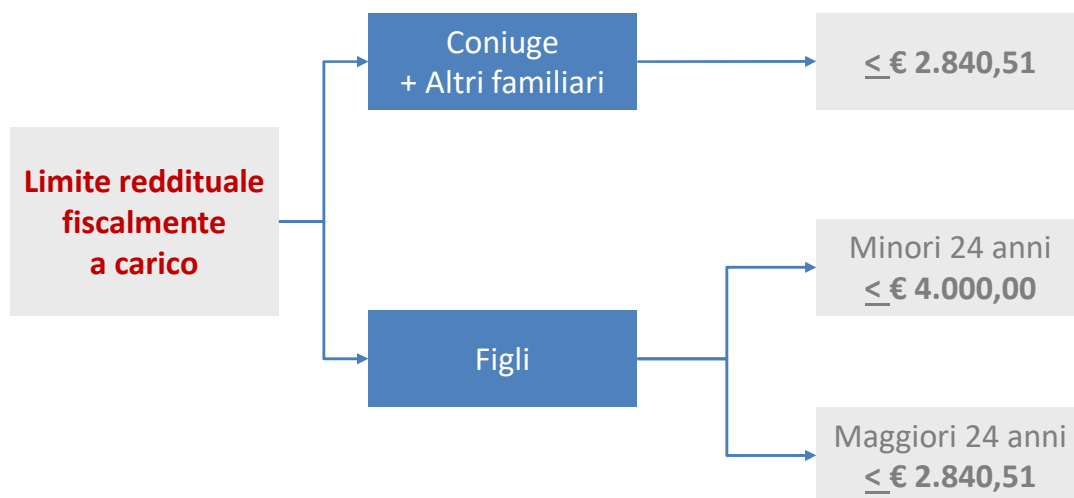 Limite reddituale
fiscalmente
a carico
Coniuge
+ Altri familiari
< € 2.840,51
Figli
Minori 24 anni
< € 4.000,00
Maggiori 24 anni
< € 2.840,51